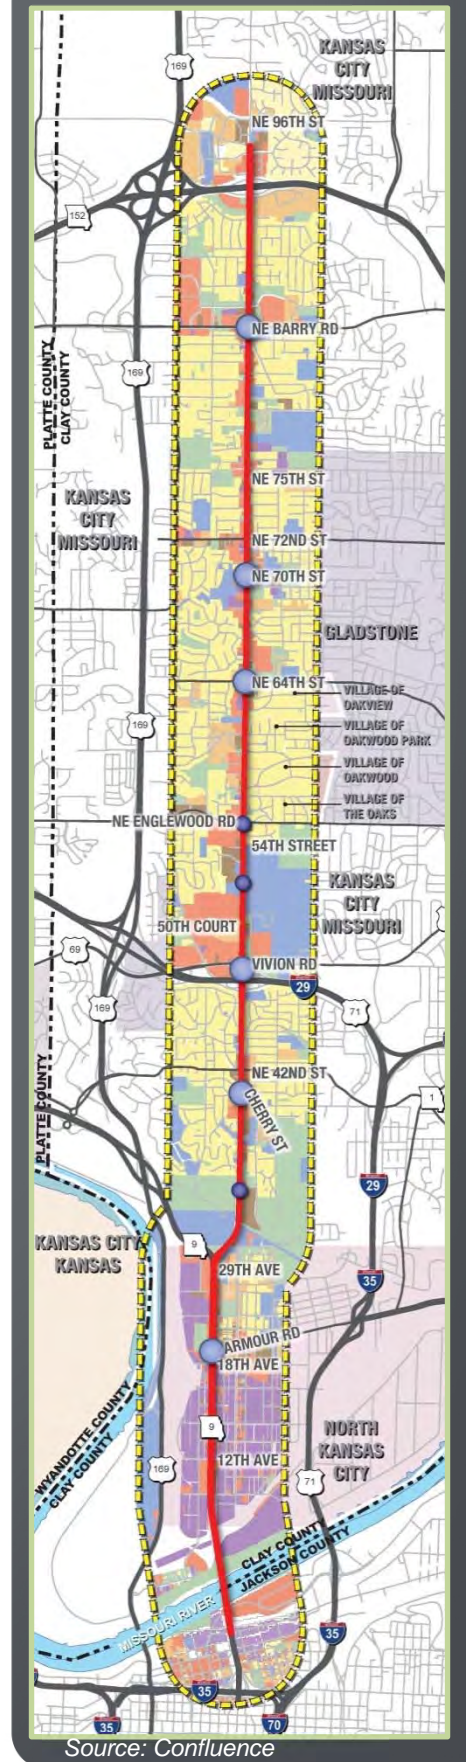 KANSAS
CITY
MISSOURI
169
NE 96TH ST
152
NE BARRY RD
PLATTE COUNTY
CLAY COUNTY
169
NE 75TH ST
KANSAS
CITY
MISSOURI
NE 72ND ST
NE 70TH ST
GLADSTONE
NE 64TH ST
VILLAGE OF
OAKVIEW
169
VILLAGE OF
OAKWOOD PARK
VILLAGE OF
OAKWOOD
VILLAGE OF
THE OAKS
NE ENGLEWOOD RD
54TH STREET
KANSAS
CITY
MISSOURI
50TH COURT
69
VIVION RD
29
71
169
NE 42ND ST
PLATTE COUNTY
CHERRY ST
1
29
KANSAS CITY
KANSAS
9
29TH AVE
35
ARMOUR RD
18TH AVE
9
NORTH
KANSAS
CITY
WYANDOTTE COUNTY
CLAY COUNTY
12TH AVE
169
71
CLAY COUNTY
JACKSON COUNTY
MISSOURI RIVER
35
35
35
70
Source: Confluence